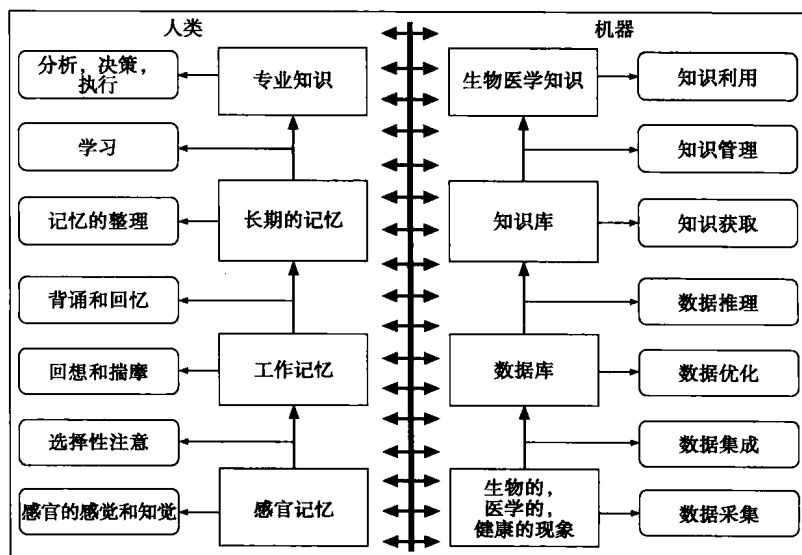 人类
机器
分析，决策，
执行
专业知识
生物医学知识
知识利用
学习
知识管理
记忆的整理
长期的记忆
知识库
知识获取
背诵和回忆
数据推理
回想和揣摩
工作记忆
数据库
数据优化
选择性注意
数据集成
感官的感觉和知觉
感官记忆
生物的，
医学的，
健康的现象
数据采集